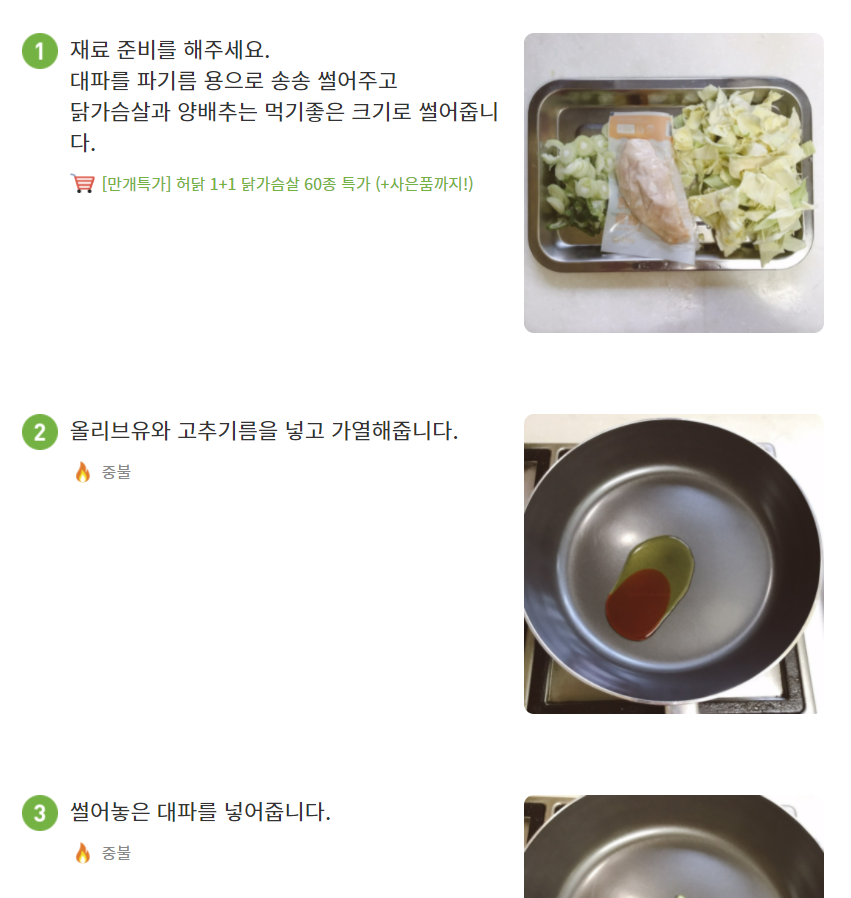 1
재료 준비를 해주세요.
대파를 파기름 용으로 송송 썰어주고
닭가슴살과 양배추는 먹기좋은 크기로 썰어줍니
다.
[만개특가] 허닭 1+1 닭가슴살 60종 특가 (+사은품까지!)
2
올리브유와 고추기름을 넣고 가열해줍니다.
중불
3
썰어놓은 대파를 넣어줍니다.
중불